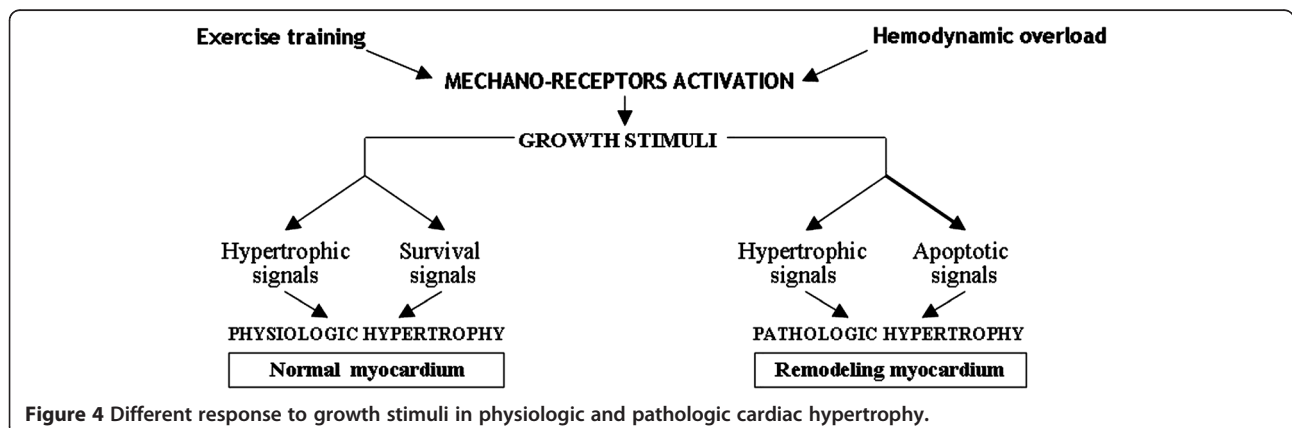 Exercise training
Hemodynamic overload
MECHANO-RECEPTORS ACTIVATION
GROWTH STIMULI
Hypertrophic
signals
Survival
signals
Hypertrophic
signals
Apoptotic
signals
PHYSIOLOGIC HYPERTROPHY
PATHOLOGIC HYPERTROPHY
Normal myocardium
Remodeling myocardium
Figure 4 Different response to growth stimuli in physiologic and pathologic cardiac hypertrophy.